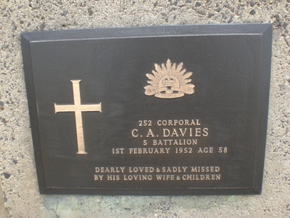 252 CORPORAL
C. A. DAVIES
5 BATTALION
1ST FEBRUARY 1952 AGE 58
DEARLY LOVED & SADLY MISSED
BY HIS LOVING WIFE & CHILDREN